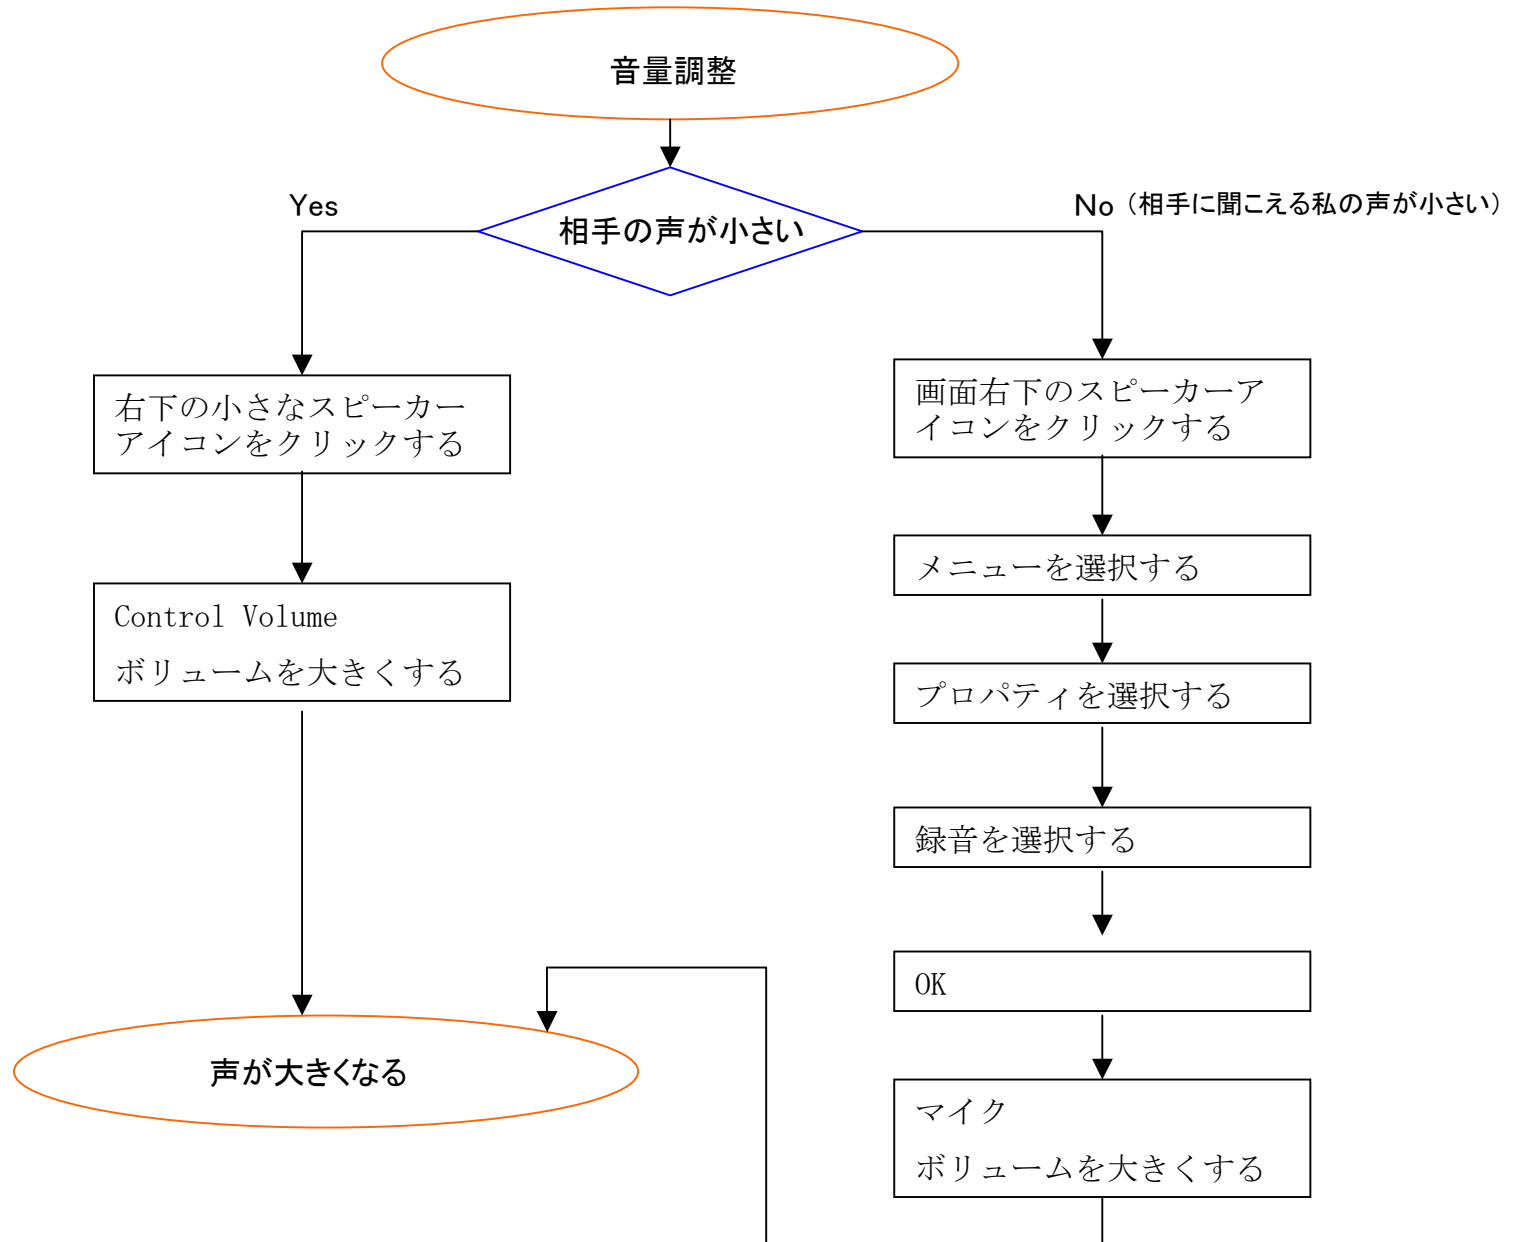 音量調整
Yes
No（相手に聞こえる私の声が小さい）
相手の声が小さい
右下の小さなスピーカー
アイコンをクリックする
Control Volume
ボリュームを大きくする
声が大きくなる
画面右下のスピーカーア
イコンをクリックする
メニューを選択する
プロパティを選択する
録音を選択する
OK
マイク
ボリュームを大きくする